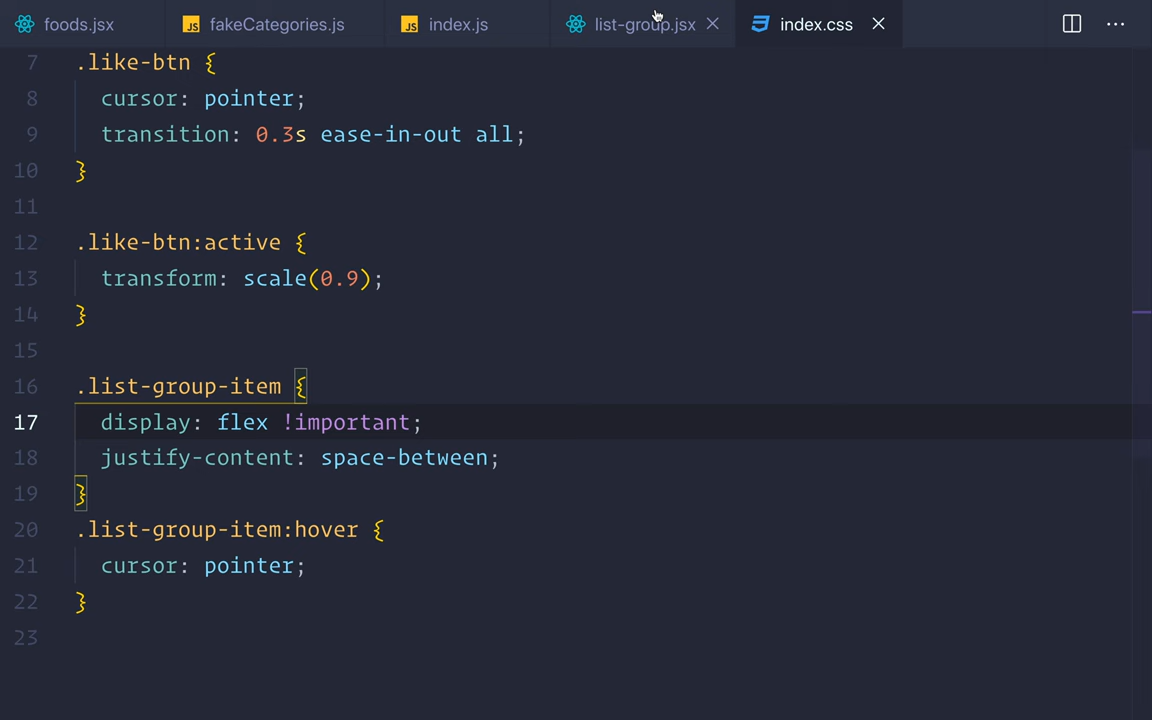 foods.jsx JS fakeCategories.js JS index.js list-group.jsx index.css
7 .like-btn {
8 cursor: pointer;
9 transition: 0.3s ease-in-out all;
10 }
11
12 .like-btn:active {
13 transform: scale(0.9);
14 }
15
16 .list-group-item {
17 display: flex !important;
18 justify-content: space-between;
19 }
20 .list-group-item:hover {
21 cursor: pointer;
22 }
23